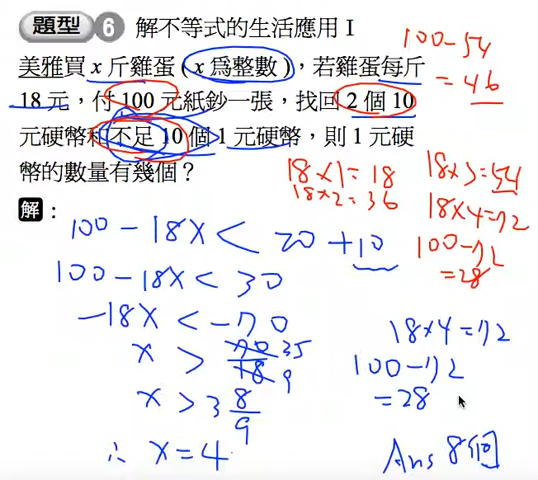 題型 6 解不等式的生活應用 I
美雅買 x 斤雞蛋 ( x 為整數 )，若雞蛋每斤
18 元，付 100 元紙鈔一張，找回 2 個 10
元硬幣和不足 10 個 1 元硬幣，則 1 元硬
幣的數量有幾個？
100-54
=46
18×1=18
18×2=36
18×3=54
18×4=72
100-72
=28
解：
100-18x < 20+10
100-18x < 30
-18x < -70
x > 70/18 35/9
x > 3 8/9
∴ x=4
18×4=72
100-72
=28
Ans 8個